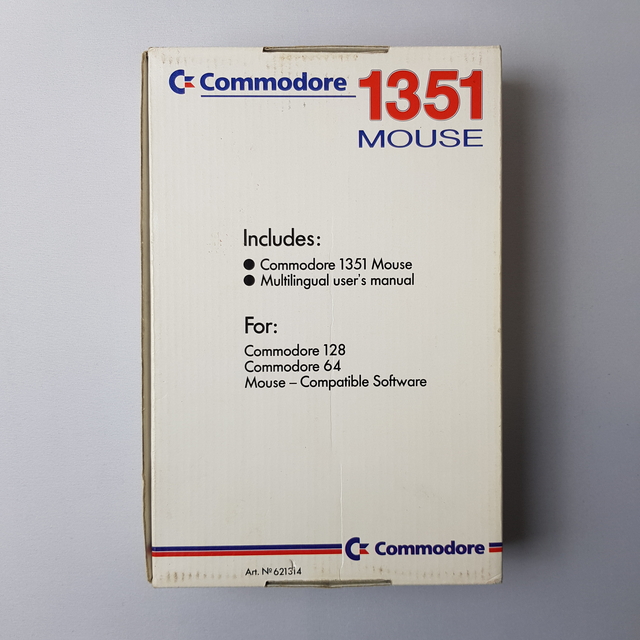 Commodore 1351
MOUSE
Includes:
● Commodore 1351 Mouse
● Multilingual user's manual
For:
Commodore 128
Commodore 64
Mouse – Compatible Software
Commodore
Art. Nº 621314